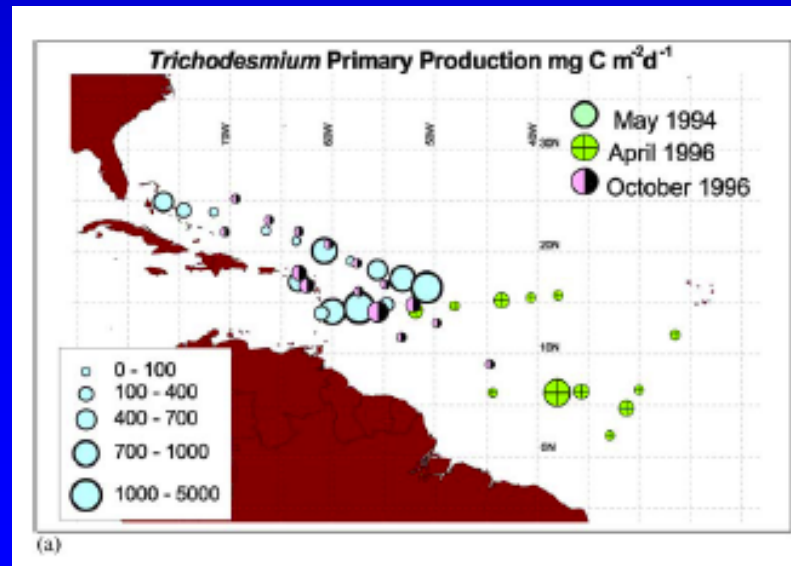 Trichodesmium Primary Production mg C m⁻²d⁻¹
70W
60W
50W
40W
30N
May 1994
April 1996
October 1996
20N
10N
0N
0 - 100
100 - 400
400 - 700
700 - 1000
1000 - 5000
(a)